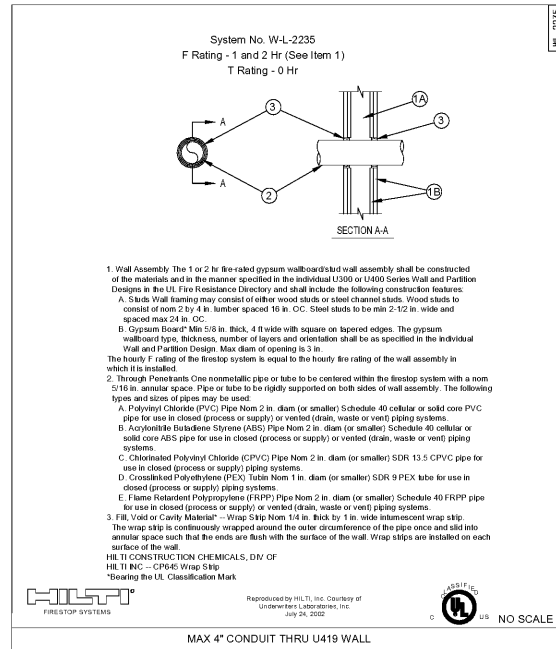 WL 2235
System No. W-L-2235
F Rating - 1 and 2 Hr (See Item 1)
T Rating - 0 Hr
A
3
1A
3
A
2
1B
SECTION A-A
1. Wall Assembly The 1 or 2 hr fire-rated gypsum wallboard/stud wall assembly shall be constructed
of the materials and in the manner specified in the individual U300 or U400 Series Wall and Partition
Designs in the UL Fire Resistance Directory and shall include the following construction features:
A. Studs Wall framing may consist of either wood studs or steel channel studs. Wood studs to
consist of nom 2 by 4 in. lumber spaced 16 in. OC. Steel studs to be min 2-1/2 in. wide and
spaced max 24 in. OC.
B. Gypsum Board* Min 5/8 in. thick, 4 ft wide with square on tapered edges. The gypsum
wallboard type, thickness, number of layers and orientation shall be as specified in the individual
Wall and Partition Design. Max diam of opening is 3 in.
The hourly F rating of the firestop system is equal to the hourly fire rating of the wall assembly in
which it is installed.
2. Through Penetrants One nonmetallic pipe or tube to be centered within the firestop system with a nom
5/16 in. annular space. Pipe or tube to be rigidly supported on both sides of wall assembly. The following
types and sizes of pipes may be used:
A. Polyvinyl Chloride (PVC) Pipe Nom 2 in. diam (or smaller) Schedule 40 cellular or solid core PVC
pipe for use in closed (process or supply) or vented (drain, waste or vent) piping systems.
B. Acrylonitrile Butadiene Styrene (ABS) Pipe Nom 2 in. diam (or smaller) Schedule 40 cellular or
solid core ABS pipe for use in closed (process or supply) or vented (drain, waste or vent) piping
systems.
C. Chlorinated Polyvinyl Chloride (CPVC) Pipe Nom 2 in. diam (or smaller) SDR 13.5 CPVC pipe for
use in closed (process or supply) piping systems.
D. Crosslinked Polyethylene (PEX) Tubin Nom 1 in. diam (or smaller) SDR 9 PEX tube for use in
closed (process or supply) piping systems.
E. Flame Retardent Polypropylene (FRPP) Pipe Nom 2 in. diam (or smaller) Schedule 40 FRPP pipe
for use in closed (process or supply) or vented (drain, waste or vent) piping systems.
3. Fill, Void or Cavity Material* -- Wrap Strip Nom 1/4 in. thick by 1 in. wide intumescent wrap strip.
The wrap strip is continuously wrapped around the outer circumference of the pipe once and slid into
annular space such that the ends are flush with the surface of the wall. Wrap strips are installed on each
surface of the wall.
HILTI CONSTRUCTION CHEMICALS, DIV OF
HILTI INC -- CP645 Wrap Strip
*Bearing the UL Classification Mark
HILTI
FIRESTOP SYSTEMS
Reproduced by HILTI, Inc. Courtesy of
Underwriters Laboratories, Inc.
July 24, 2002
CLASSIFIED
C UL US
NO SCALE
MAX 4" CONDUIT THRU U419 WALL